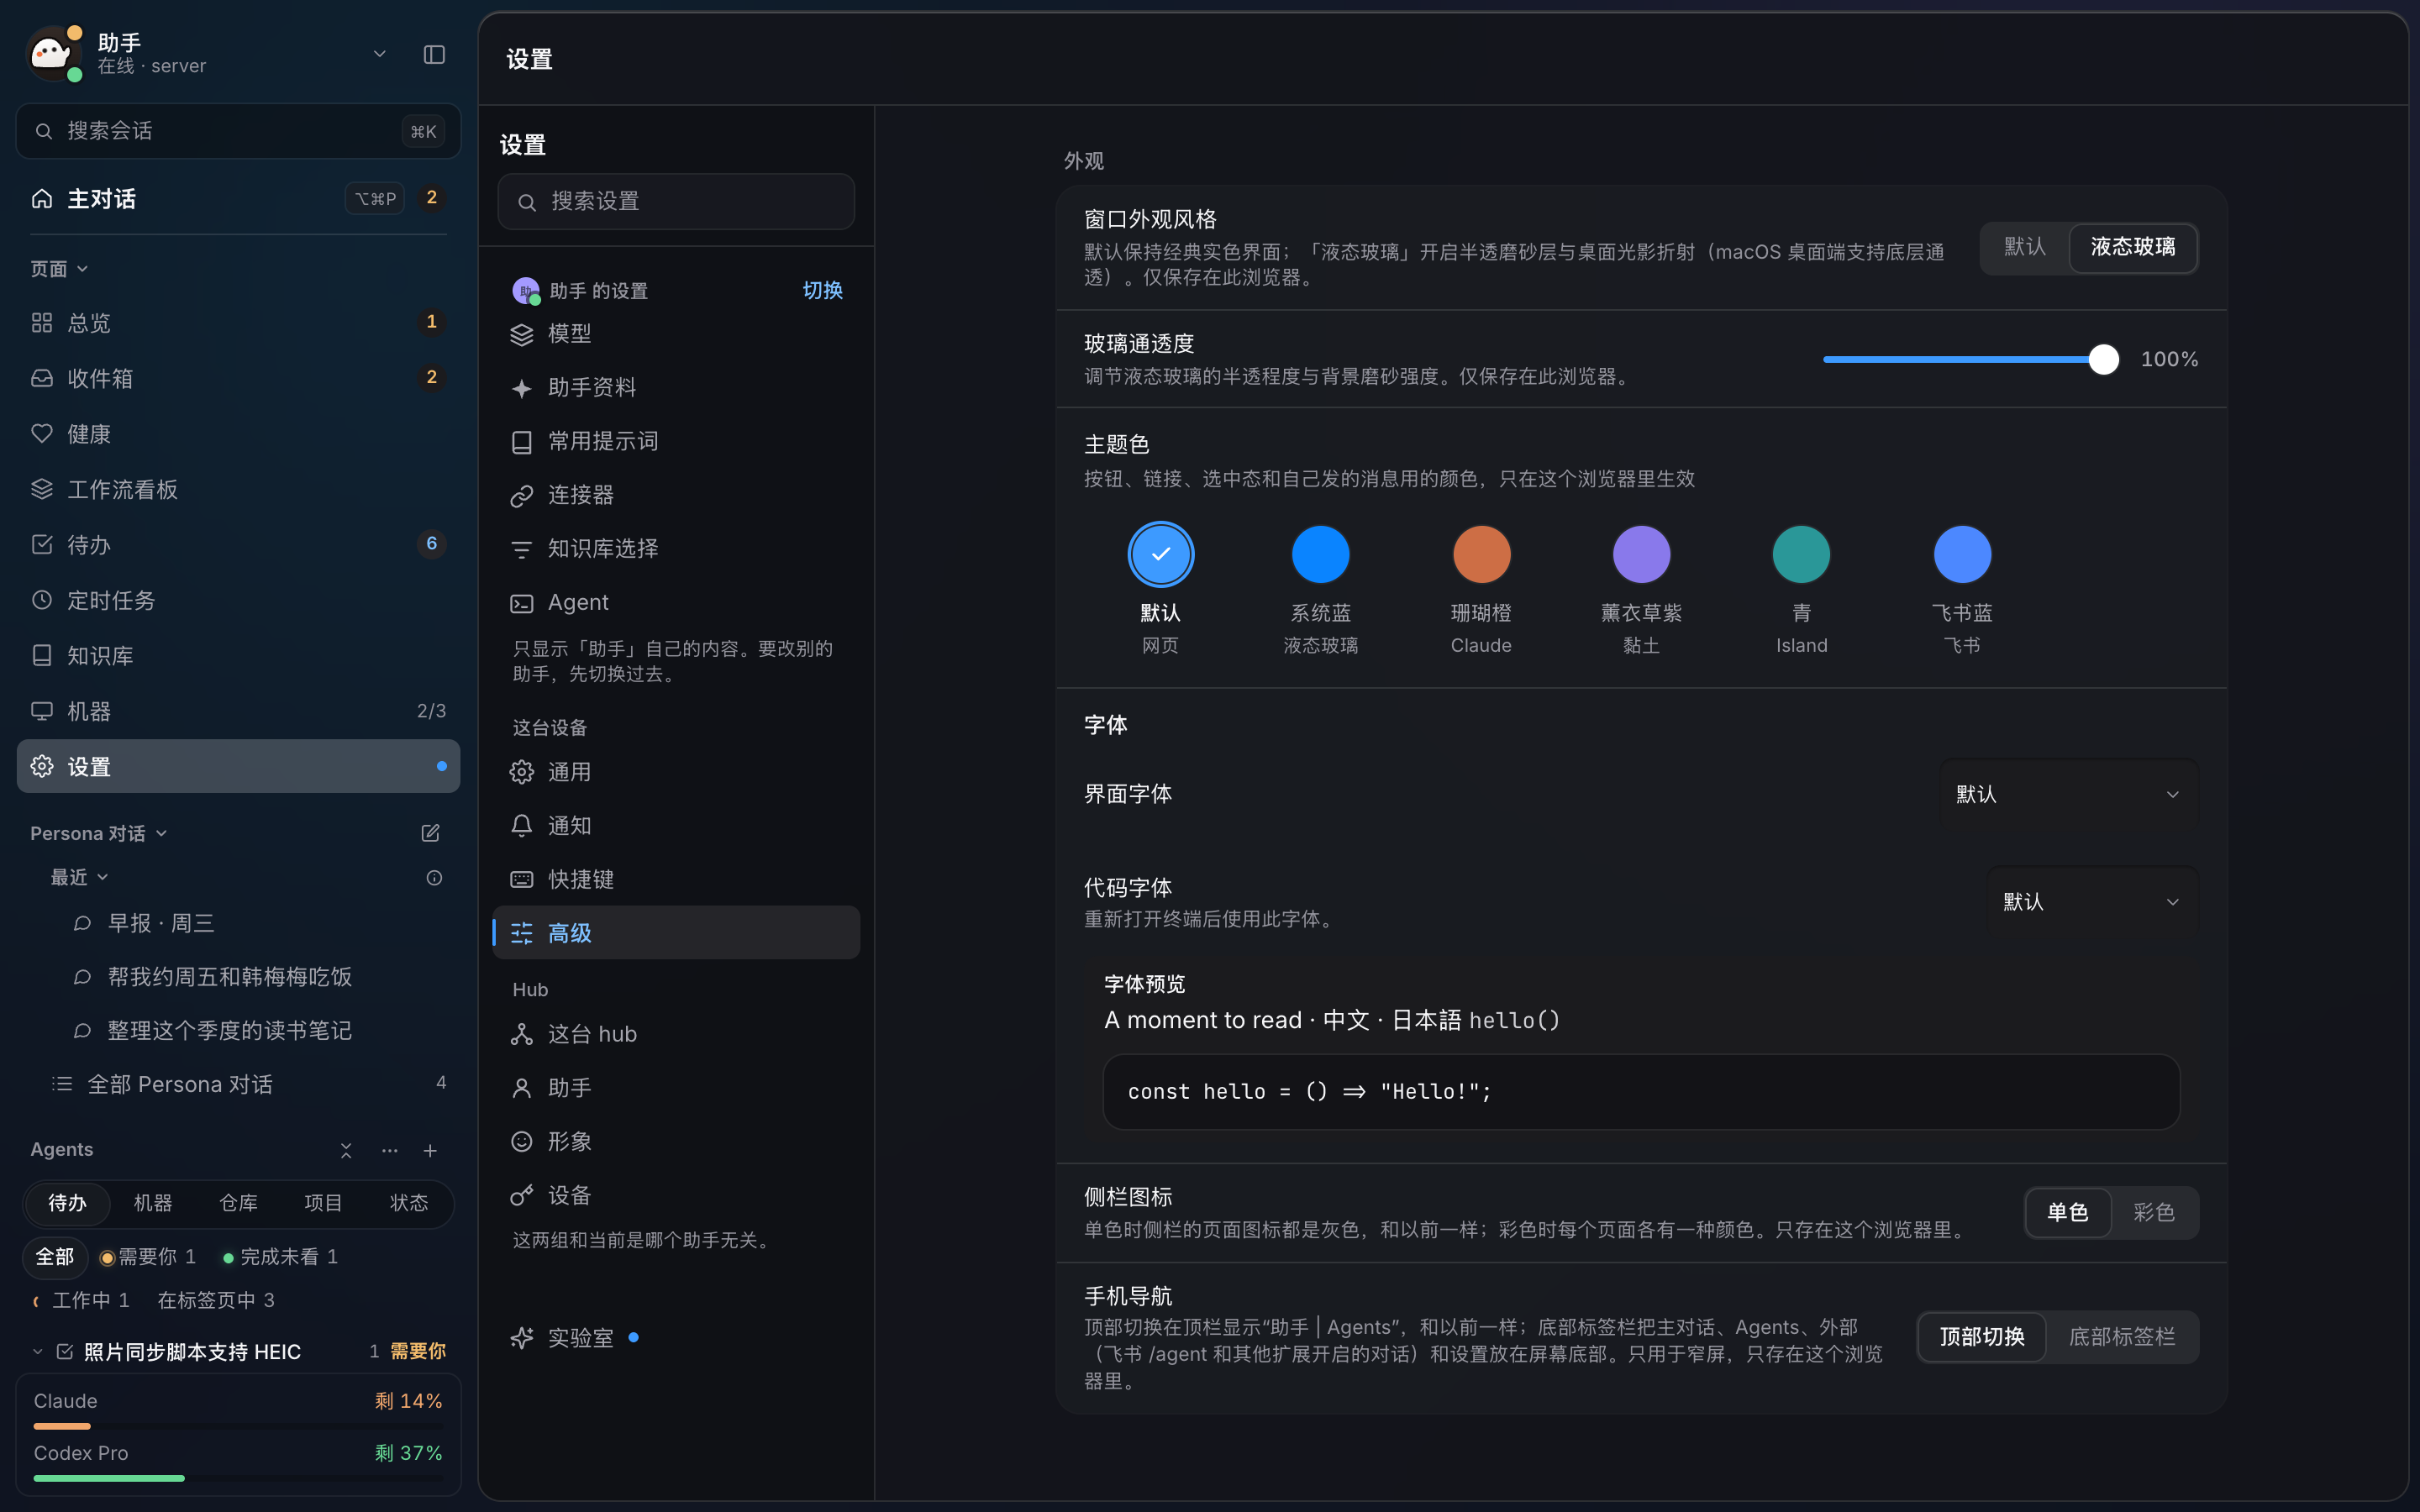 助手
在线 · server
搜索会话
⌘K
主对话
⌥⌘P
2
页面
总览
1
收件箱
2
健康
工作流看板
待办
6
定时任务
知识库
机器
2/3
设置
Persona 对话
最近
早报 · 周三
帮我约周五和韩梅梅吃饭
整理这个季度的读书笔记
全部 Persona 对话
4
Agents
待办 机器 仓库 项目 状态
全部 需要你 1 完成未看 1
工作中 1 在标签页中 3
照片同步脚本支持 HEIC 1 需要你
Claude 剩 14%
Codex Pro 剩 37%
设置
设置
搜索设置
助 助手 的设置 切换
模型
助手资料
常用提示词
连接器
知识库选择
Agent
只显示「助手」自己的内容。要改别的
助手，先切换过去。
这台设备
通用
通知
快捷键
高级
Hub
这台 hub
助手
形象
设备
这两组和当前是哪个助手无关。
实验室
外观
窗口外观风格
默认保持经典实色界面；「液态玻璃」开启半透磨砂层与桌面光影折射（macOS 桌面端支持底层通
透）。仅保存在此浏览器。
默认 液态玻璃
玻璃通透度
调节液态玻璃的半透程度与背景磨砂强度。仅保存在此浏览器。
100%
主题色
按钮、链接、选中态和自己发的消息用的颜色，只在这个浏览器里生效
默认 系统蓝 珊瑚橙 薰衣草紫 青 飞书蓝
网页 液态玻璃 Claude 黏土 Island 飞书
字体
界面字体
默认
代码字体
重新打开终端后使用此字体。
默认
字体预览
A moment to read · 中文 · 日本語 hello()
const hello = () => "Hello!";
侧栏图标
单色时侧栏的页面图标都是灰色，和以前一样；彩色时每个页面各有一种颜色。只存在这个浏览器里。
单色 彩色
手机导航
顶部切换在顶栏显示“助手 | Agents”，和以前一样；底部标签栏把主对话、Agents、外部
（飞书 /agent 和其他扩展开启的对话）和设置放在屏幕底部。只用于窄屏，只存在这个浏览
器里。
顶部切换 底部标签栏